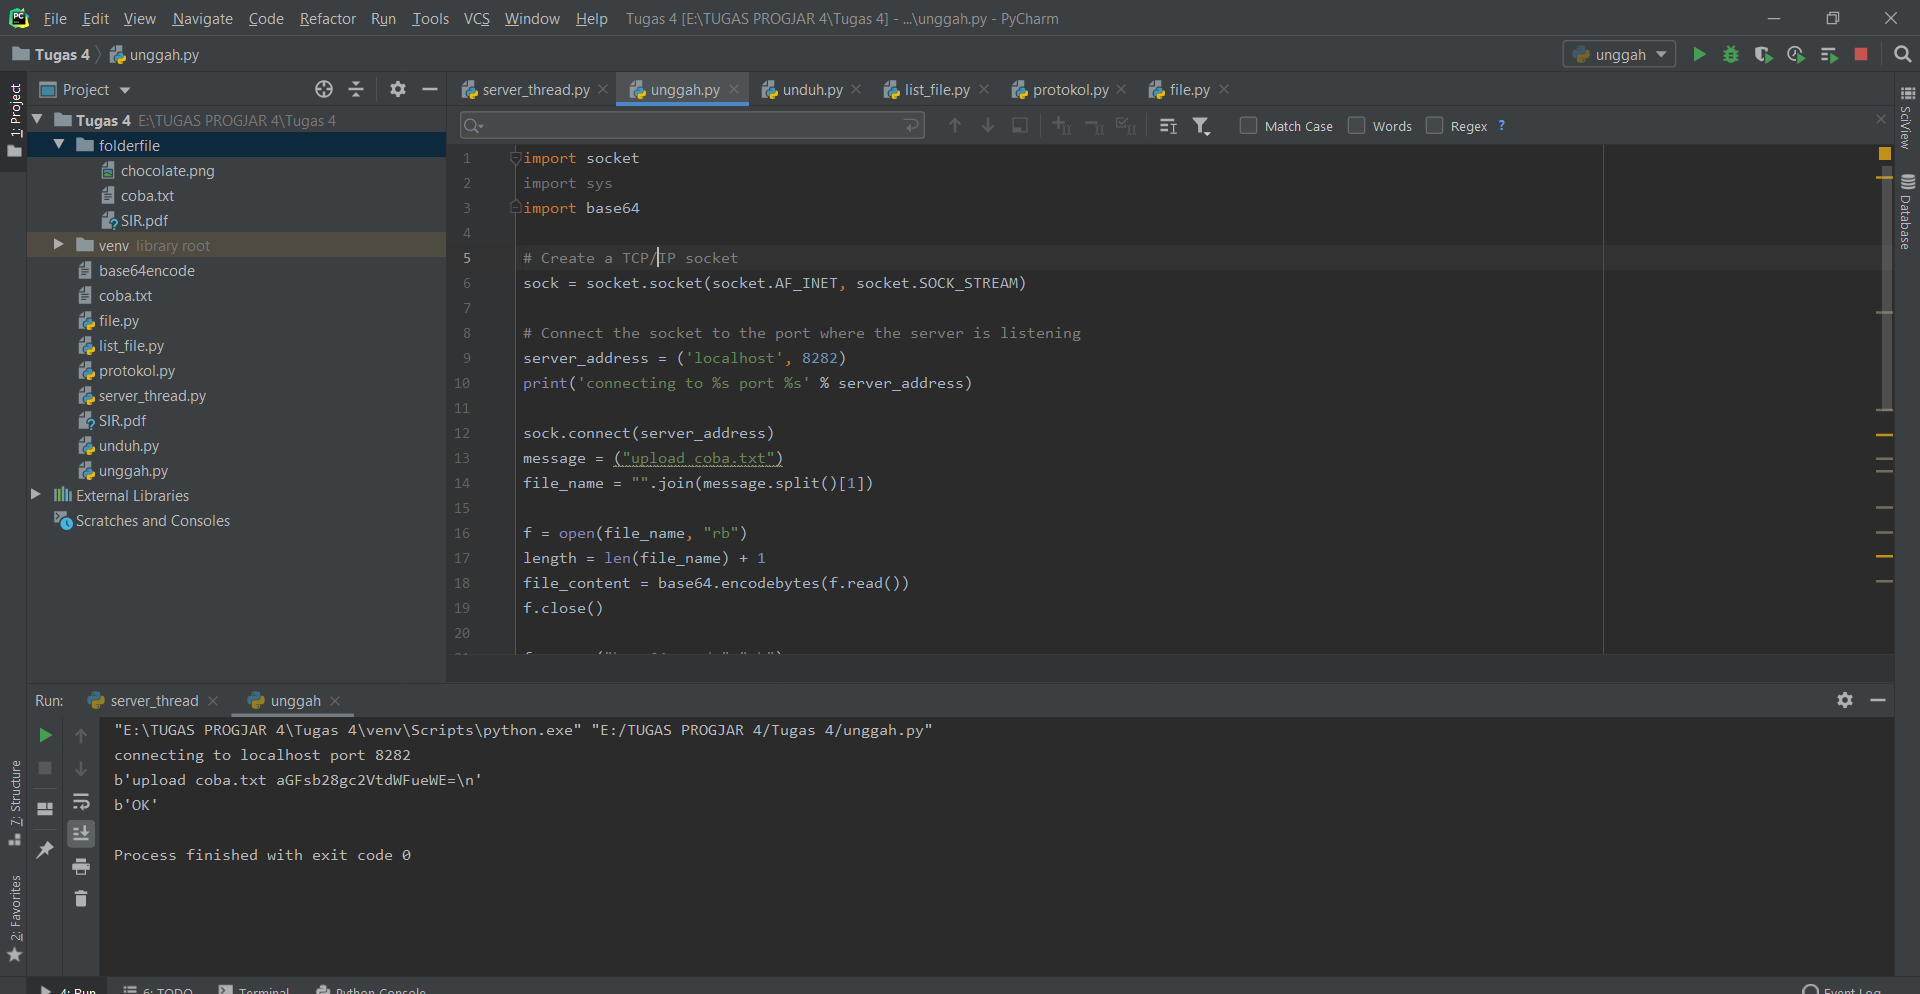 File Edit View Navigate Code Refactor Run Tools VCS Window Help Tugas 4 [E:\TUGAS PROGJAR 4\Tugas 4] - ...\unggah.py - PyCharm
Tugas 4 unggah.py unggah
Project server_thread.py unggah.py unduh.py list_file.py protokol.py file.py
Match Case Words Regex ?
1: Project
Tugas 4 E:\TUGAS PROGJAR 4\Tugas 4
folderfile
chocolate.png
coba.txt
SIR.pdf
venv library root
base64encode
coba.txt
file.py
list_file.py
protokol.py
server_thread.py
SIR.pdf
unduh.py
unggah.py
External Libraries
Scratches and Consoles
1 import socket
2 import sys
3 import base64
4
5 # Create a TCP/IP socket
6 sock = socket.socket(socket.AF_INET, socket.SOCK_STREAM)
7
8 # Connect the socket to the port where the server is listening
9 server_address = ('localhost', 8282)
10 print('connecting to %s port %s' % server_address)
11
12 sock.connect(server_address)
13 message = ("upload coba.txt")
14 file_name = "".join(message.split()[1])
15
16 f = open(file_name, "rb")
17 length = len(file_name) + 1
18 file_content = base64.encodebytes(f.read())
19 f.close()
20
SciView
Database
Run: server_thread unggah
"E:\TUGAS PROGJAR 4\Tugas 4\venv\Scripts\python.exe" "E:/TUGAS PROGJAR 4/Tugas 4/unggah.py"
connecting to localhost port 8282
b'upload coba.txt aGFsb28gc2VtdWFueWE=\n'
b'OK'
Process finished with exit code 0
7: Structure
2: Favorites
4: Run 6: TODO Terminal Python Console Event Log